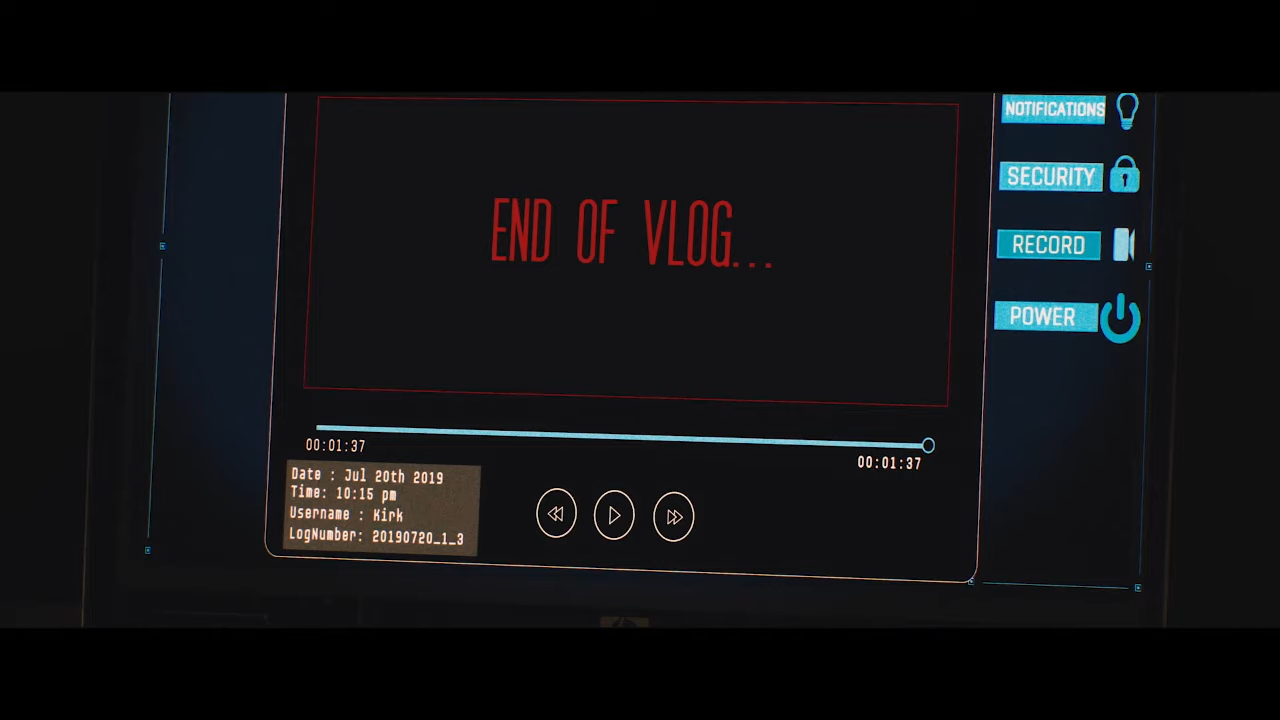 NOTIFICATIONS
SECURITY
RECORD
POWER
END OF VLOG...
00:01:37
00:01:37
Date : Jul 20th 2019
Time: 10:15 pm
Username : Kirk
LogNumber: 20190720_1_3